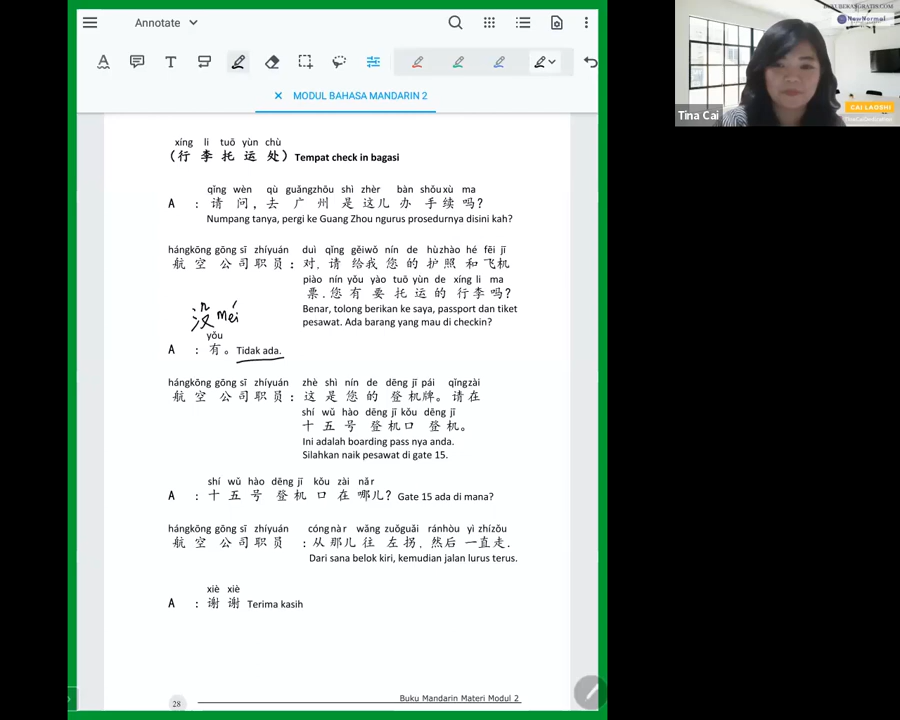 Annotate
MODUL BAHASA MANDARIN 2
xíng li tuō yùn chù
(行 李 托 运 处) Tempat check in bagasi
qǐng wèn qù guǎngzhōu shì zhèr bàn shǒuxù ma
A : 请 问, 去 广 州 是 这儿 办 手 续 吗?
Numpang tanya, pergi ke Guang Zhou ngurus prosedurnya disini kah?
hángkōng gōng sī zhíyuán duì qǐng gěiwǒ nín de hùzhào hé fēi jī
航 空 公 司 职 员 : 对, 请 给我 您 的 护 照 和 飞机
piào nín yǒu yào tuō yùn de xíng li ma
票. 您 有 要 托 运 的 行 李 吗?
Benar, tolong berikan ke saya, passport dan tiket
pesawat. Ada barang yang mau di checkin?
没 méi
yǒu
A : 有 。 Tidak ada.
hángkōng gōng sī zhíyuán zhè shì nín de dēng jī pái qǐngzài
航 空 公 司 职 员 : 这 是 您 的 登 机 牌。 请 在
shí wǔ hào dēng jī kǒu dēng jī
十 五 号 登 机 口 登 机。
Ini adalah boarding pass nya anda.
Silahkan naik pesawat di gate 15.
shí wǔ hào dēng jī kǒu zài nǎr
A : 十 五 号 登 机 口 在 哪儿? Gate 15 ada di mana?
hángkōng gōng sī zhíyuán cóng nàr wǎng zuǒguǎi ránhòu yì zhízǒu
航 空 公 司 职 员 : 从 那儿 往 左 拐, 然后 一直 走.
Dari sana belok kiri, kemudian jalan lurus terus.
xiè xiè
A : 谢 谢 Terima kasih
28
Buku Mandarin Materi Modul 2
NewNormal
CAI LAOSHI
Tina Cai